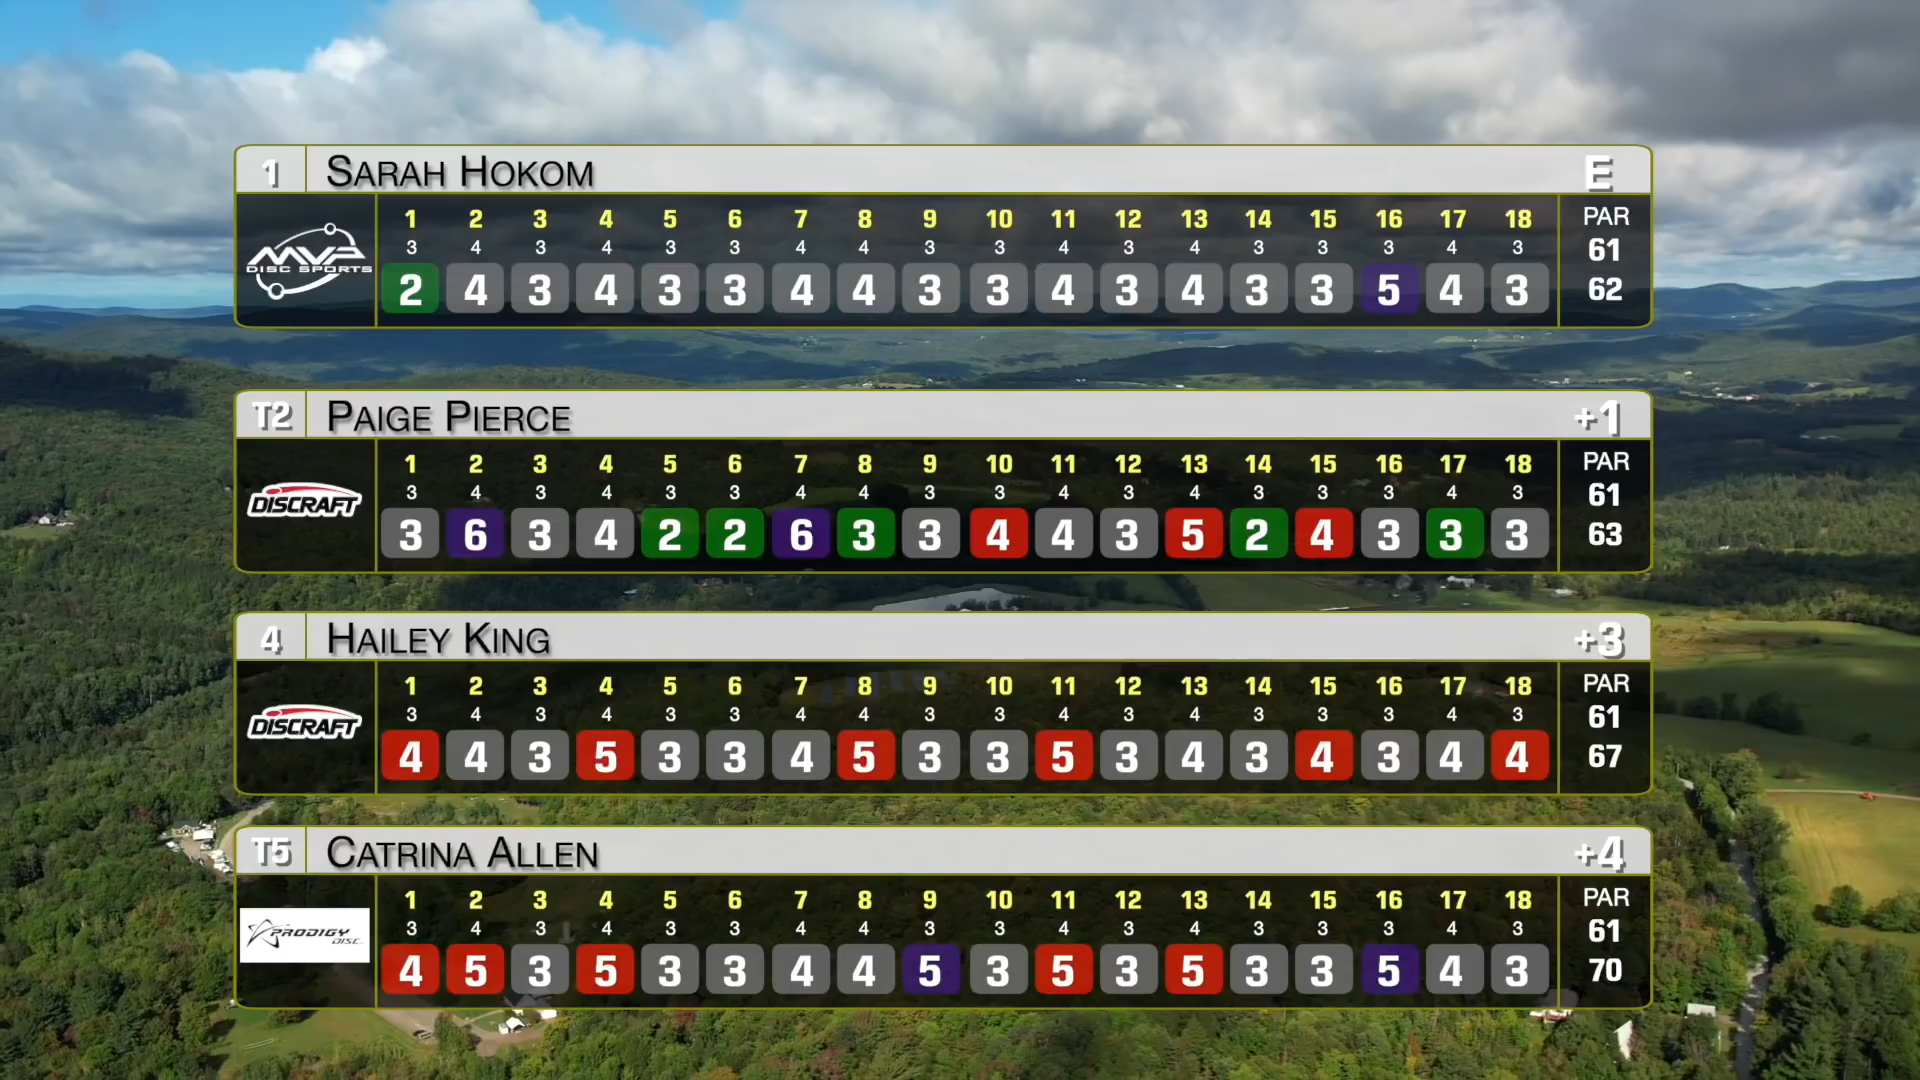 1 SARAH HOKOM E
1 2 3 4 5 6 7 8 9 10 11 12 13 14 15 16 17 18 PAR
3 4 3 4 3 3 4 4 3 3 4 3 4 3 3 3 4 3 61
2 4 3 4 3 3 4 4 3 3 4 3 4 3 3 5 4 3 62
MVP
DISC SPORTS
T2 PAIGE PIERCE +1
1 2 3 4 5 6 7 8 9 10 11 12 13 14 15 16 17 18 PAR
3 4 3 4 3 3 4 4 3 3 4 3 4 3 3 3 4 3 61
3 6 3 4 2 2 6 3 3 4 4 3 5 2 4 3 3 3 63
DISCRAFT
4 HAILEY KING +3
1 2 3 4 5 6 7 8 9 10 11 12 13 14 15 16 17 18 PAR
3 4 3 4 3 3 4 4 3 3 4 3 4 3 3 3 4 3 61
4 4 3 5 3 3 4 5 3 3 5 3 4 3 4 3 4 4 67
DISCRAFT
T5 CATRINA ALLEN +4
1 2 3 4 5 6 7 8 9 10 11 12 13 14 15 16 17 18 PAR
3 4 3 4 3 3 4 4 3 3 4 3 4 3 3 3 4 3 61
4 5 3 5 3 3 4 4 5 3 5 3 5 3 3 5 4 3 70
PRODIGY
DISC